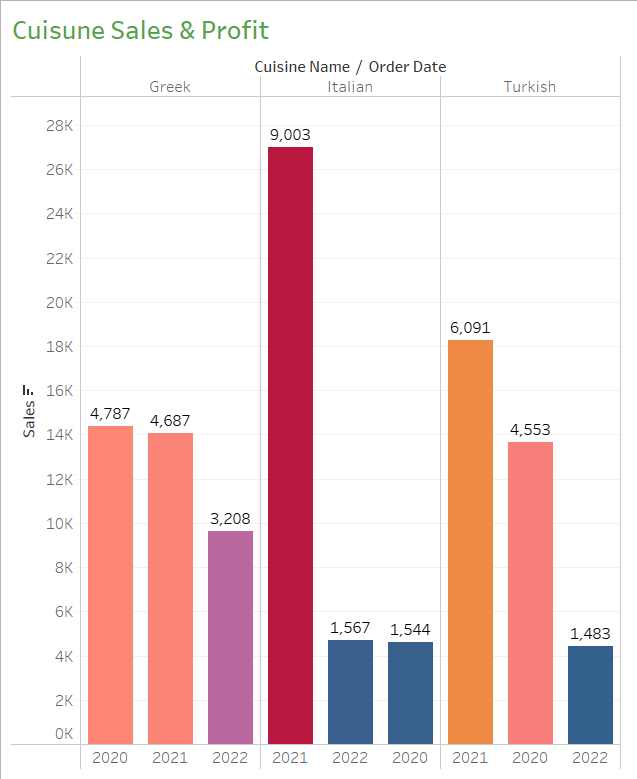 Cuisune Sales & Profit
Cuisine Name / Order Date
Greek Italian Turkish
Sales
28K
26K
24K
22K
20K
18K
16K
14K
12K
10K
8K
6K
4K
2K
0K
4,787
4,687
3,208
9,003
1,567
1,544
6,091
4,553
1,483
2020 2021 2022 2021 2022 2020 2021 2020 2022